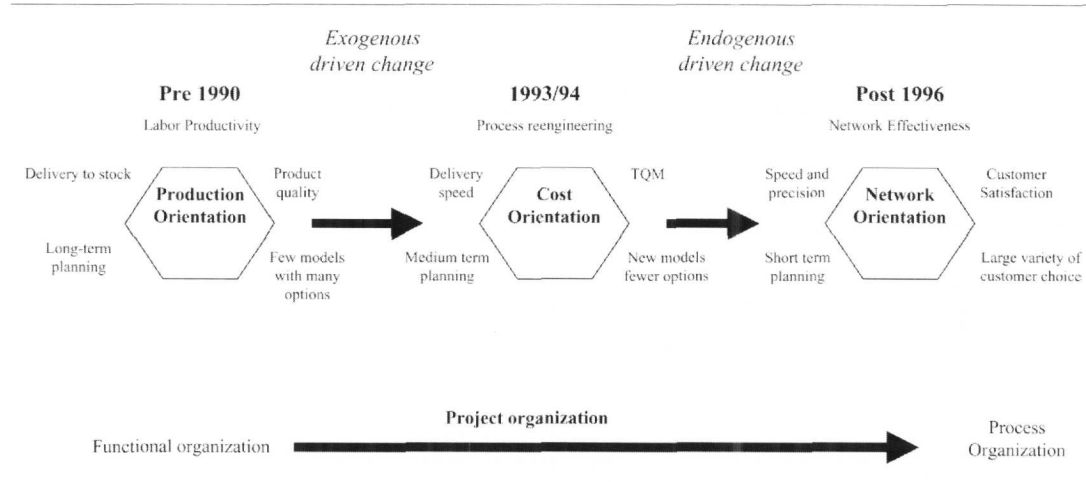 Exogenous
driven change
Endogenous
driven change
Pre 1990
1993/94
Post 1996
Labor Productivity
Process reengineering
Network Effectiveness
Delivery to stock
Production
Orientation
Product
quality
Long-term
planning
Few models
with many
options
Delivery
speed
Cost
Orientation
TQM
Medium term
planning
New models
fewer options
Speed and
precision
Network
Orientation
Customer
Satisfaction
Short term
planning
Large variety of
customer choice
Project organization
Functional organization
Process
Organization